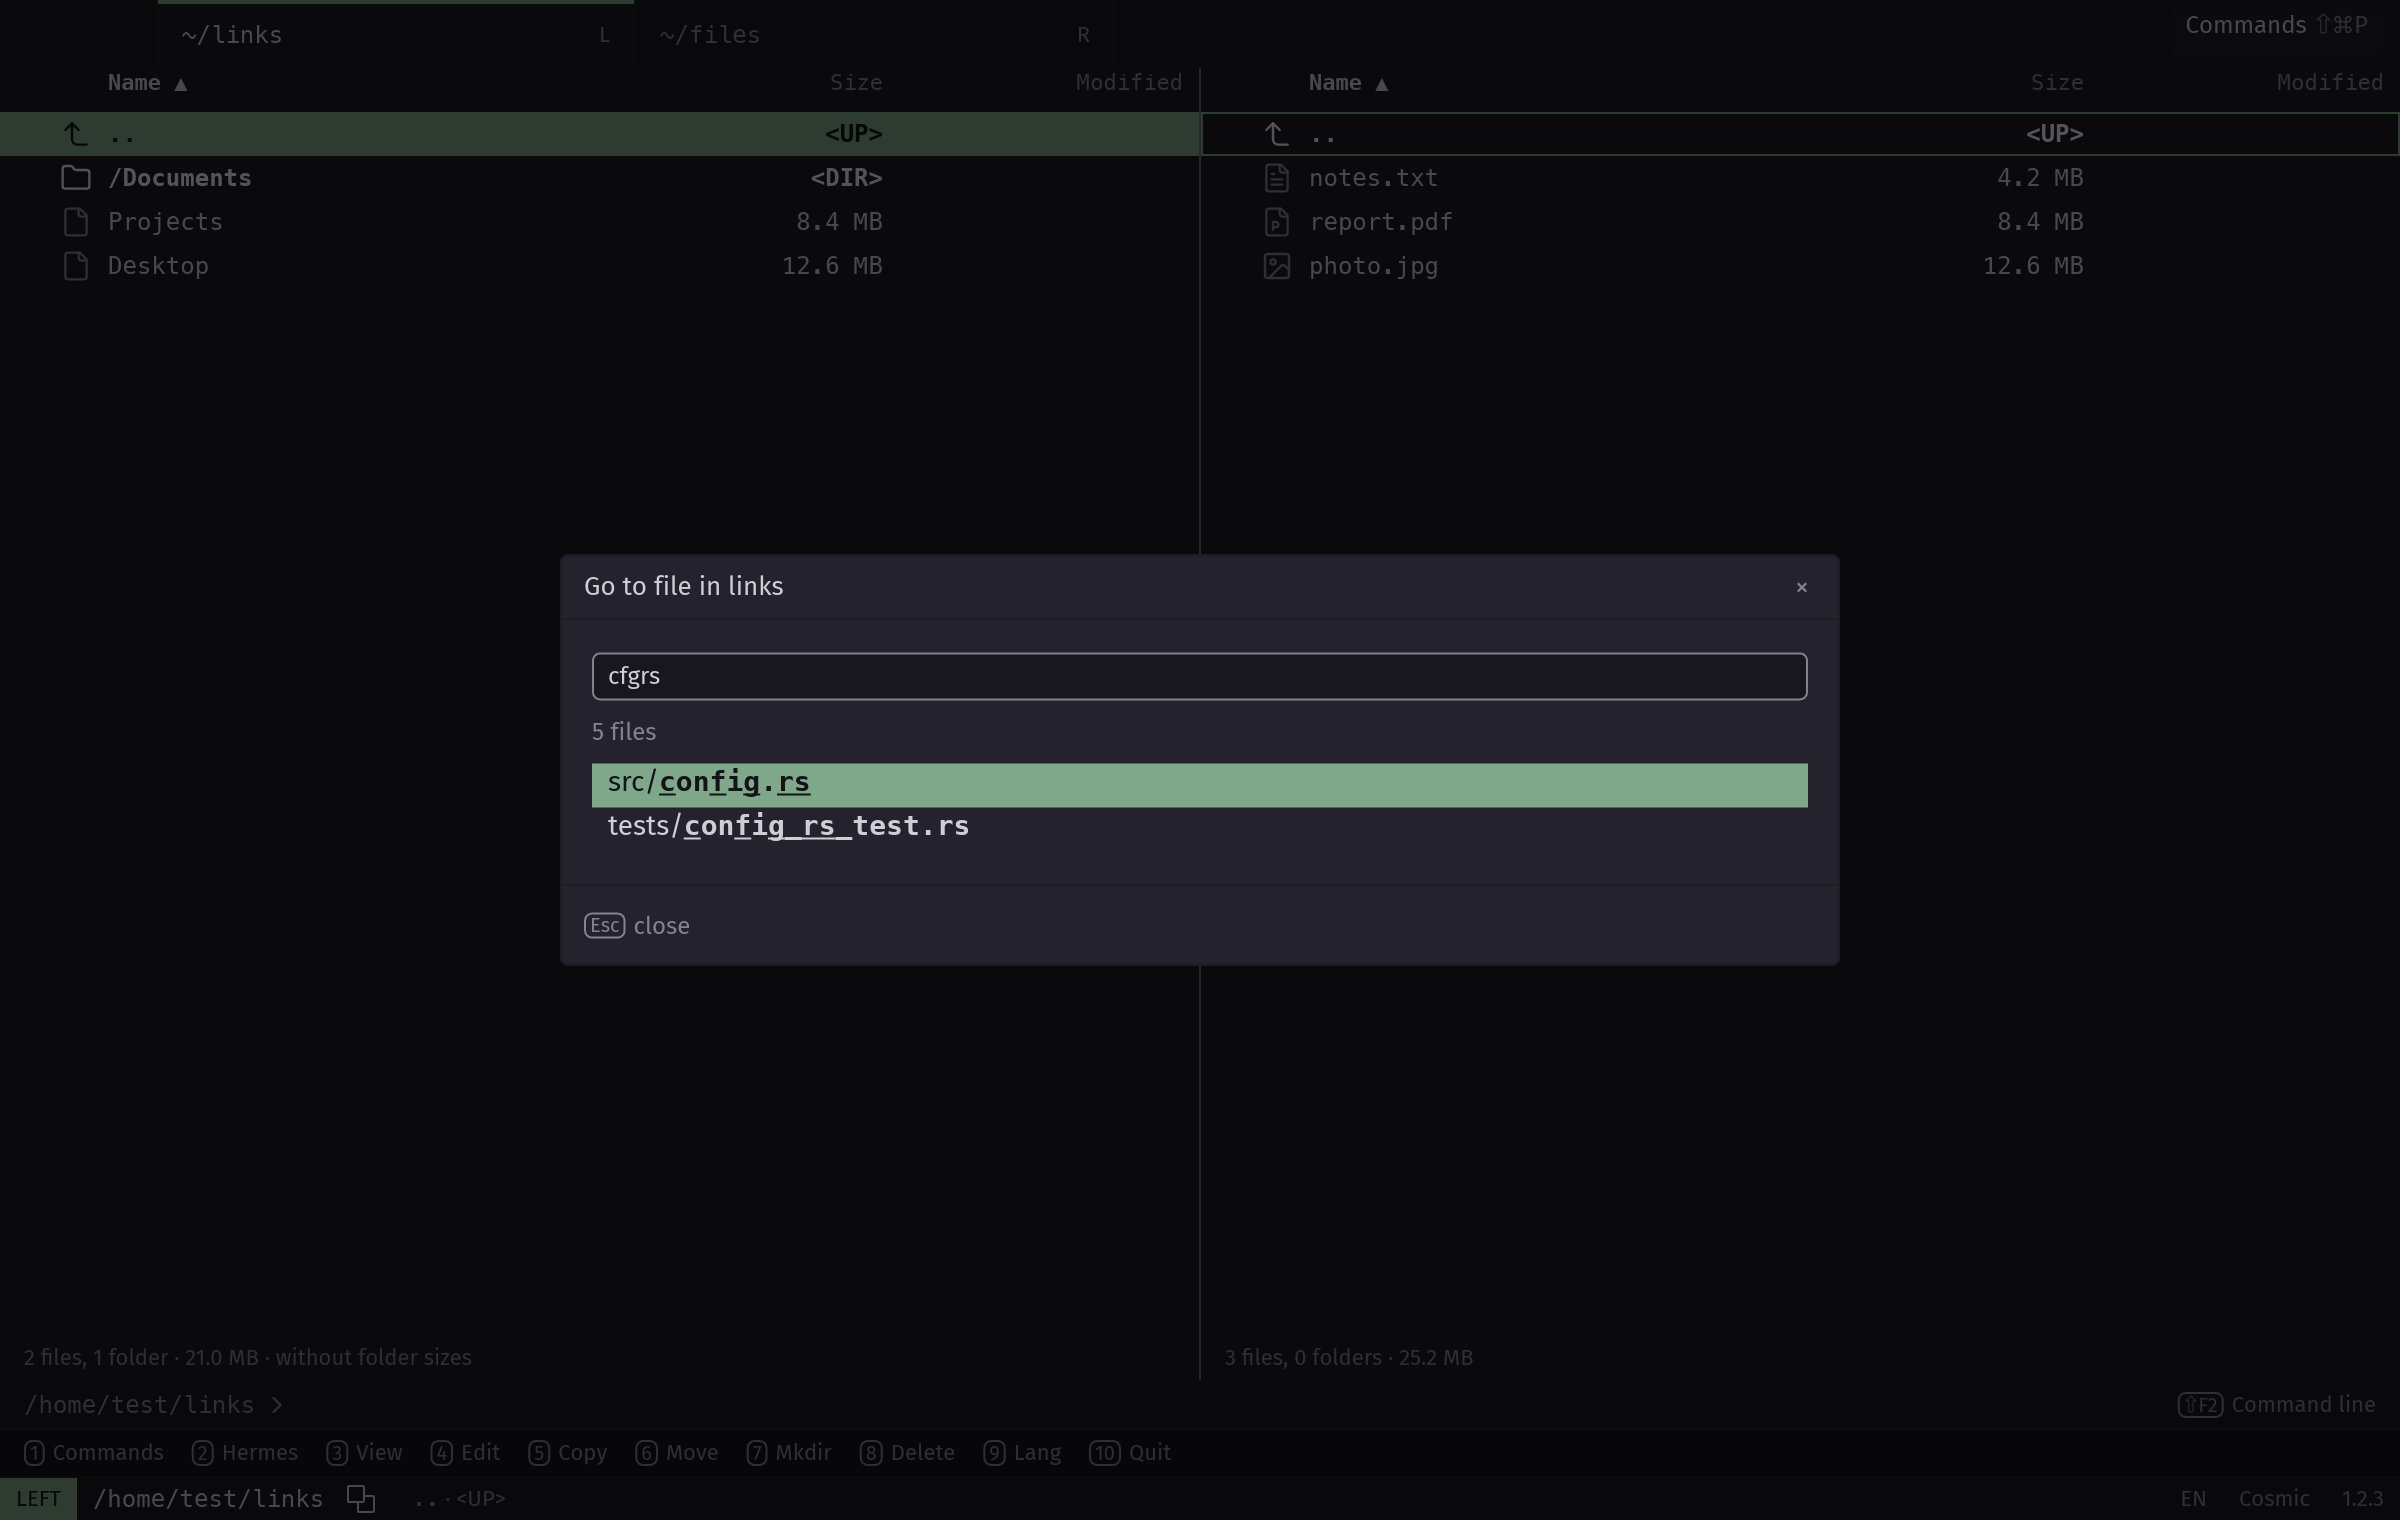 ~/links L ~/files R Commands ⇧⌘P
Name ▲ Size Modified Name ▲ Size Modified
.. <UP> .. <UP>
/Documents <DIR> notes.txt 4.2 MB
Projects 8.4 MB report.pdf 8.4 MB
Desktop 12.6 MB photo.jpg 12.6 MB
Go to file in links ×
cfgrs
5 files
src/config.rs
tests/config_rs_test.rs
Esc close
2 files, 1 folder · 21.0 MB · without folder sizes 3 files, 0 folders · 25.2 MB
/home/test/links > ⇧F2 Command line
1 Commands 2 Hermes 3 View 4 Edit 5 Copy 6 Move 7 Mkdir 8 Delete 9 Lang 10 Quit
LEFT /home/test/links .. · <UP> EN Cosmic 1.2.3